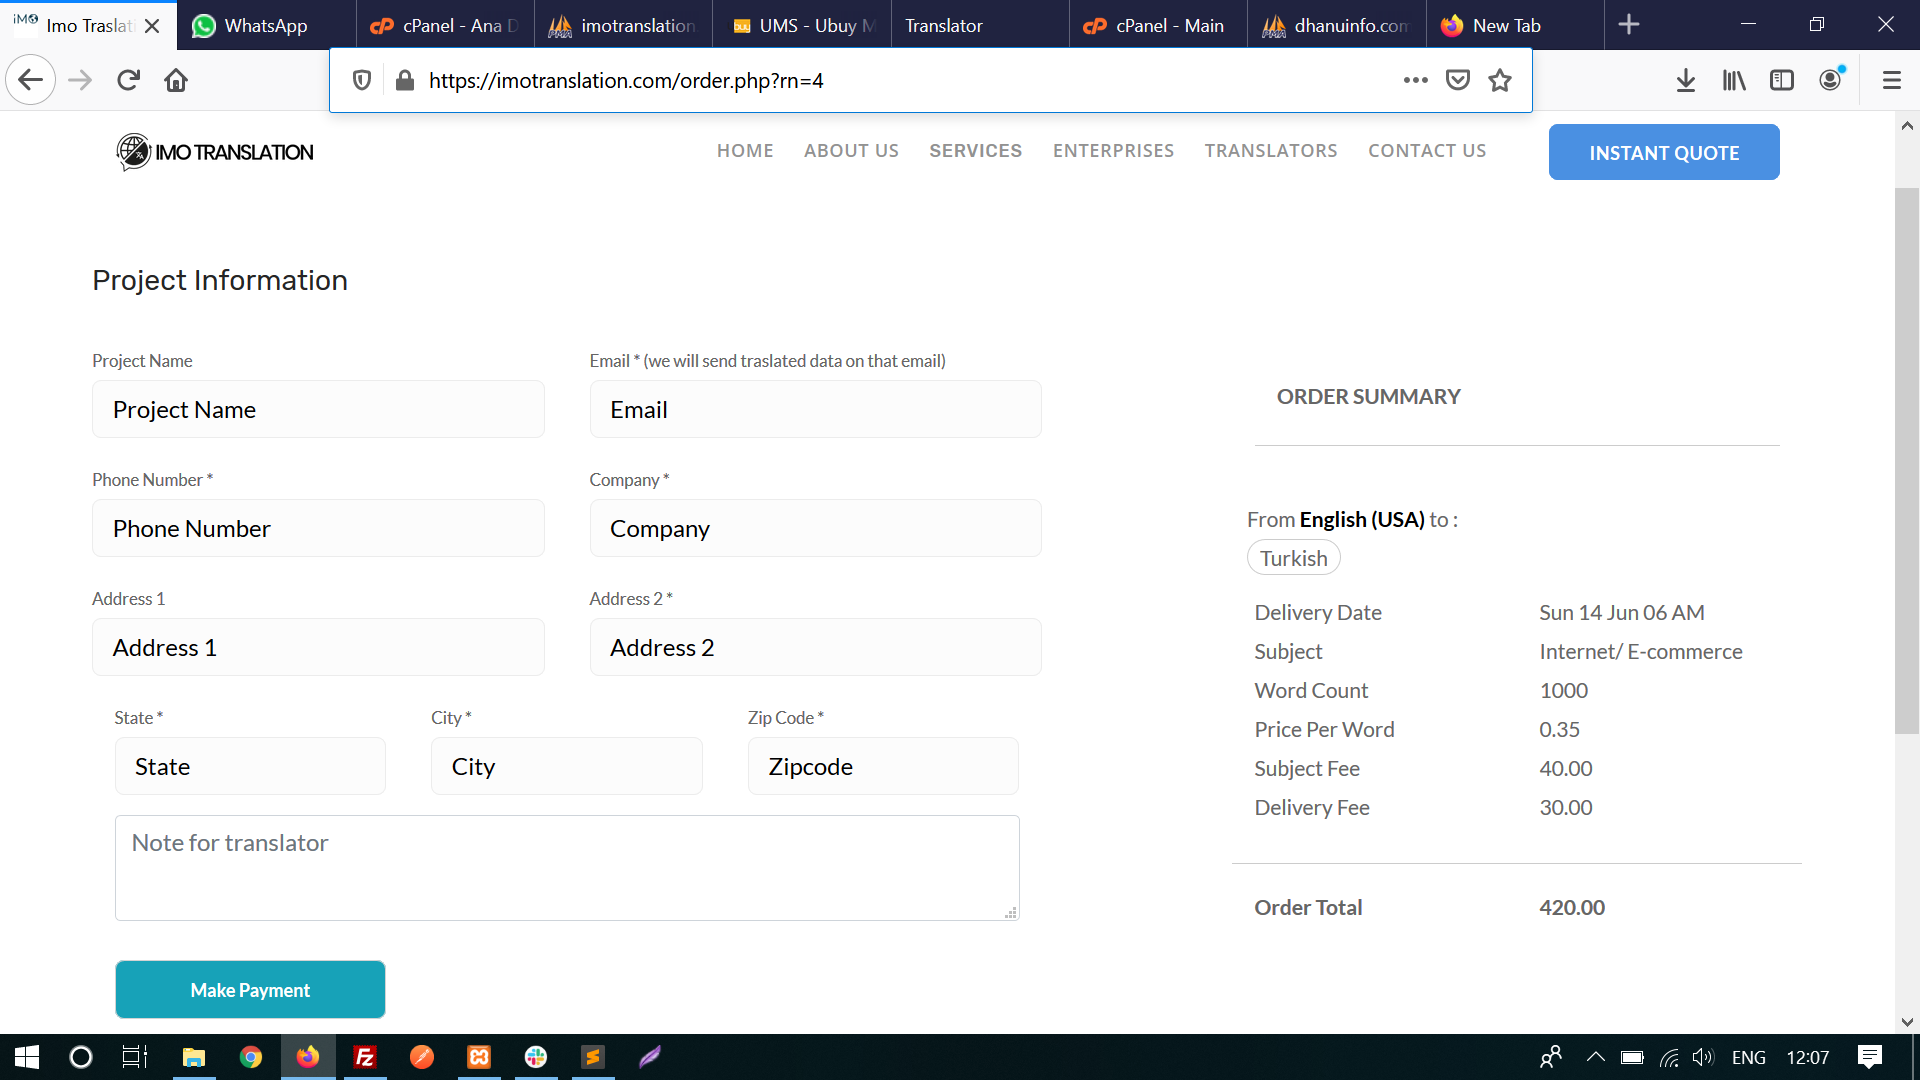 iMO Imo Traslati
WhatsApp
cPanel - Ana D
imotranslation.
UMS - Ubuy M
Translator
cPanel - Main
dhanuinfo.com
New Tab
https://imotranslation.com/order.php?rn=4
IMO TRANSLATION
HOME
ABOUT US
SERVICES
ENTERPRISES
TRANSLATORS
CONTACT US
INSTANT QUOTE
Project Information
Project Name
Email * (we will send traslated data on that email)
Project Name
Email
Phone Number *
Company *
Phone Number
Company
Address 1
Address 2 *
Address 1
Address 2
State *
City *
Zip Code *
State
City
Zipcode
Note for translator
Make Payment
ORDER SUMMARY
From English (USA) to :
Turkish
Delivery Date Sun 14 Jun 06 AM
Subject Internet/ E-commerce
Word Count 1000
Price Per Word 0.35
Subject Fee 40.00
Delivery Fee 30.00
Order Total 420.00
ENG
12:07